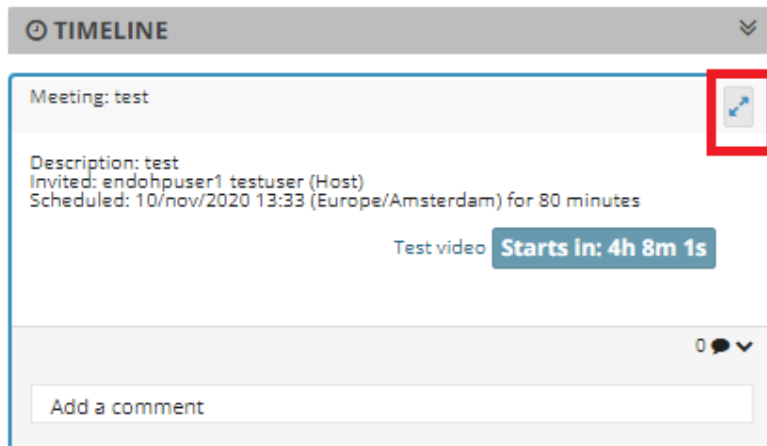 TIMELINE
Meeting: test
Description: test
Invited: endohpuser1 testuser (Host)
Scheduled: 10/nov/2020 13:33 (Europe/Amsterdam) for 80 minutes
Test video Starts in: 4h 8m 1s
0
Add a comment